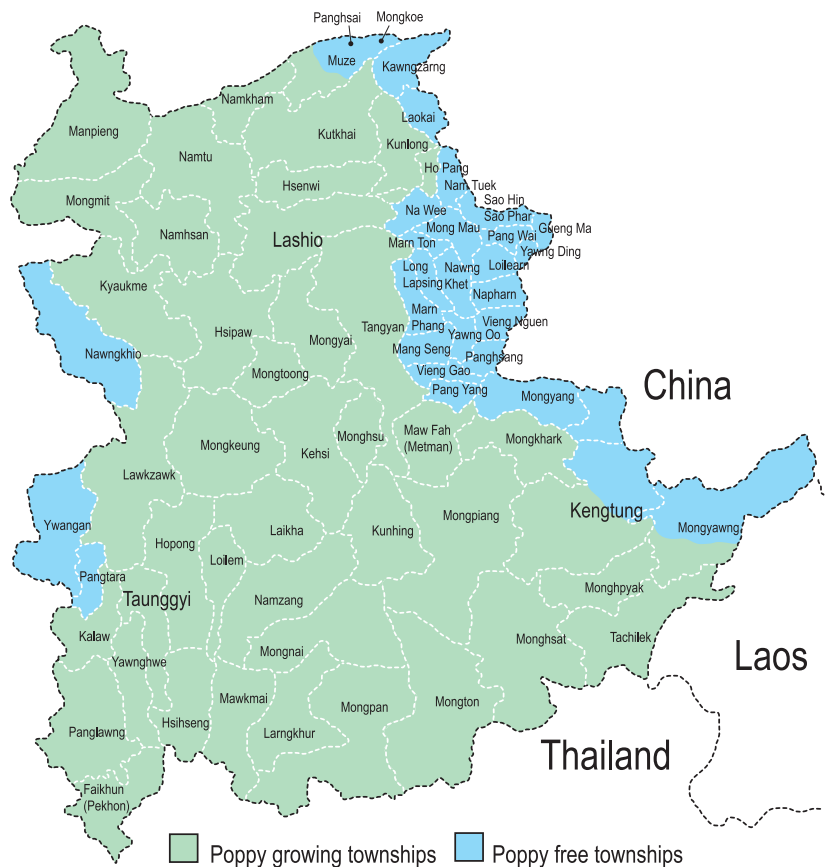 Panghsai
Mongkoe
Muze
Kawngzarng
Namkham
Laokai
Manpieng
Kutkhai
Namtu
Kunlong
Ho Pang
Hsenwi
Nam Tuek
Mongmit
Sao Hin
Na Wee
Sao Phar
Namhsan
Mong Mau
Gueng Ma
Pang Wai
Lashio
Marn Ton
Yawng Ding
Long
Lapsing
Nawng
Khet
Loilearn
Kyaukme
Napharn
Marn
Phang
Vieng Nguen
Hsipaw
Mongyai
Tangyan
Yawng Oo
Nawngkhio
Mang Seng
Panghsang
Mongtoong
Vieng Gao
China
Pang Yang
Mongyang
Mongkeung
Kehsi
Monghsu
Maw Fah
(Metman)
Mongkhark
Lawkzawk
Kengtung
Ywangan
Mongpiang
Mongyawng
Laikha
Kunhing
Hopong
Loilem
Pangtara
Taunggyi
Namzang
Monghpyak
Kalaw
Monghsat
Tachilek
Mongnai
Yawnghwe
Laos
Mawkmai
Mongton
Mongpan
Hsihseng
Panglawng
Larngkhur
Thailand
Faikhun
(Pekhon)
Poppy growing townships
Poppy free townships